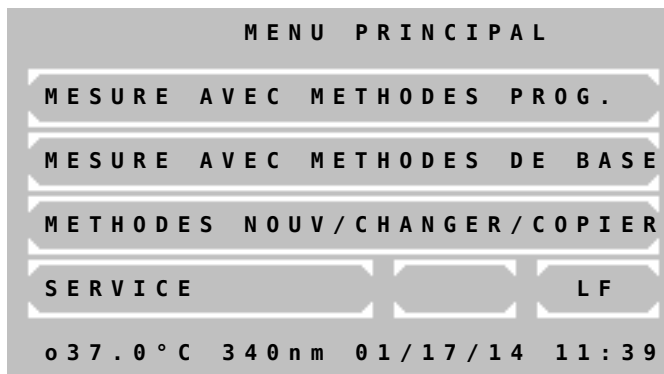 MENU PRINCIPAL
MESURE AVEC METHODES PROG.
MESURE AVEC METHODES DE BASE
METHODES NOUV/CHANGER/COPIER
SERVICE LF
o37.0°C 340nm 01/17/14 11:39